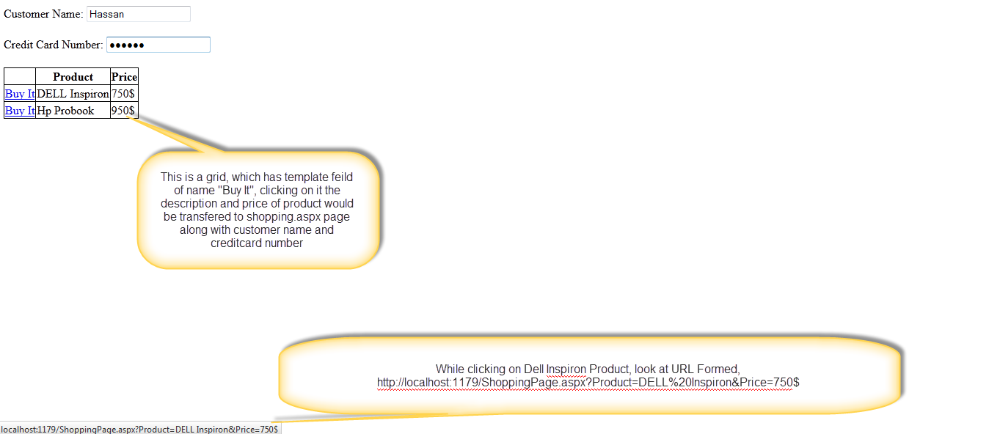 Customer Name: Hassan
Credit Card Number: ••••••
Product Price
Buy It DELL Inspiron 750$
Buy It Hp Probook 950$
This is a grid, which has template feild
of name "Buy It", clicking on it the
description and price of product would
be transfered to shopping.aspx page
along with customer name and
creditcard number
While clicking on Dell Inspiron Product, look at URL Formed,
http://localhost:1179/ShoppingPage.aspx?Product=DELL%20Inspiron&Price=750$
localhost:1179/ShoppingPage.aspx?Product=DELL Inspiron&Price=750$